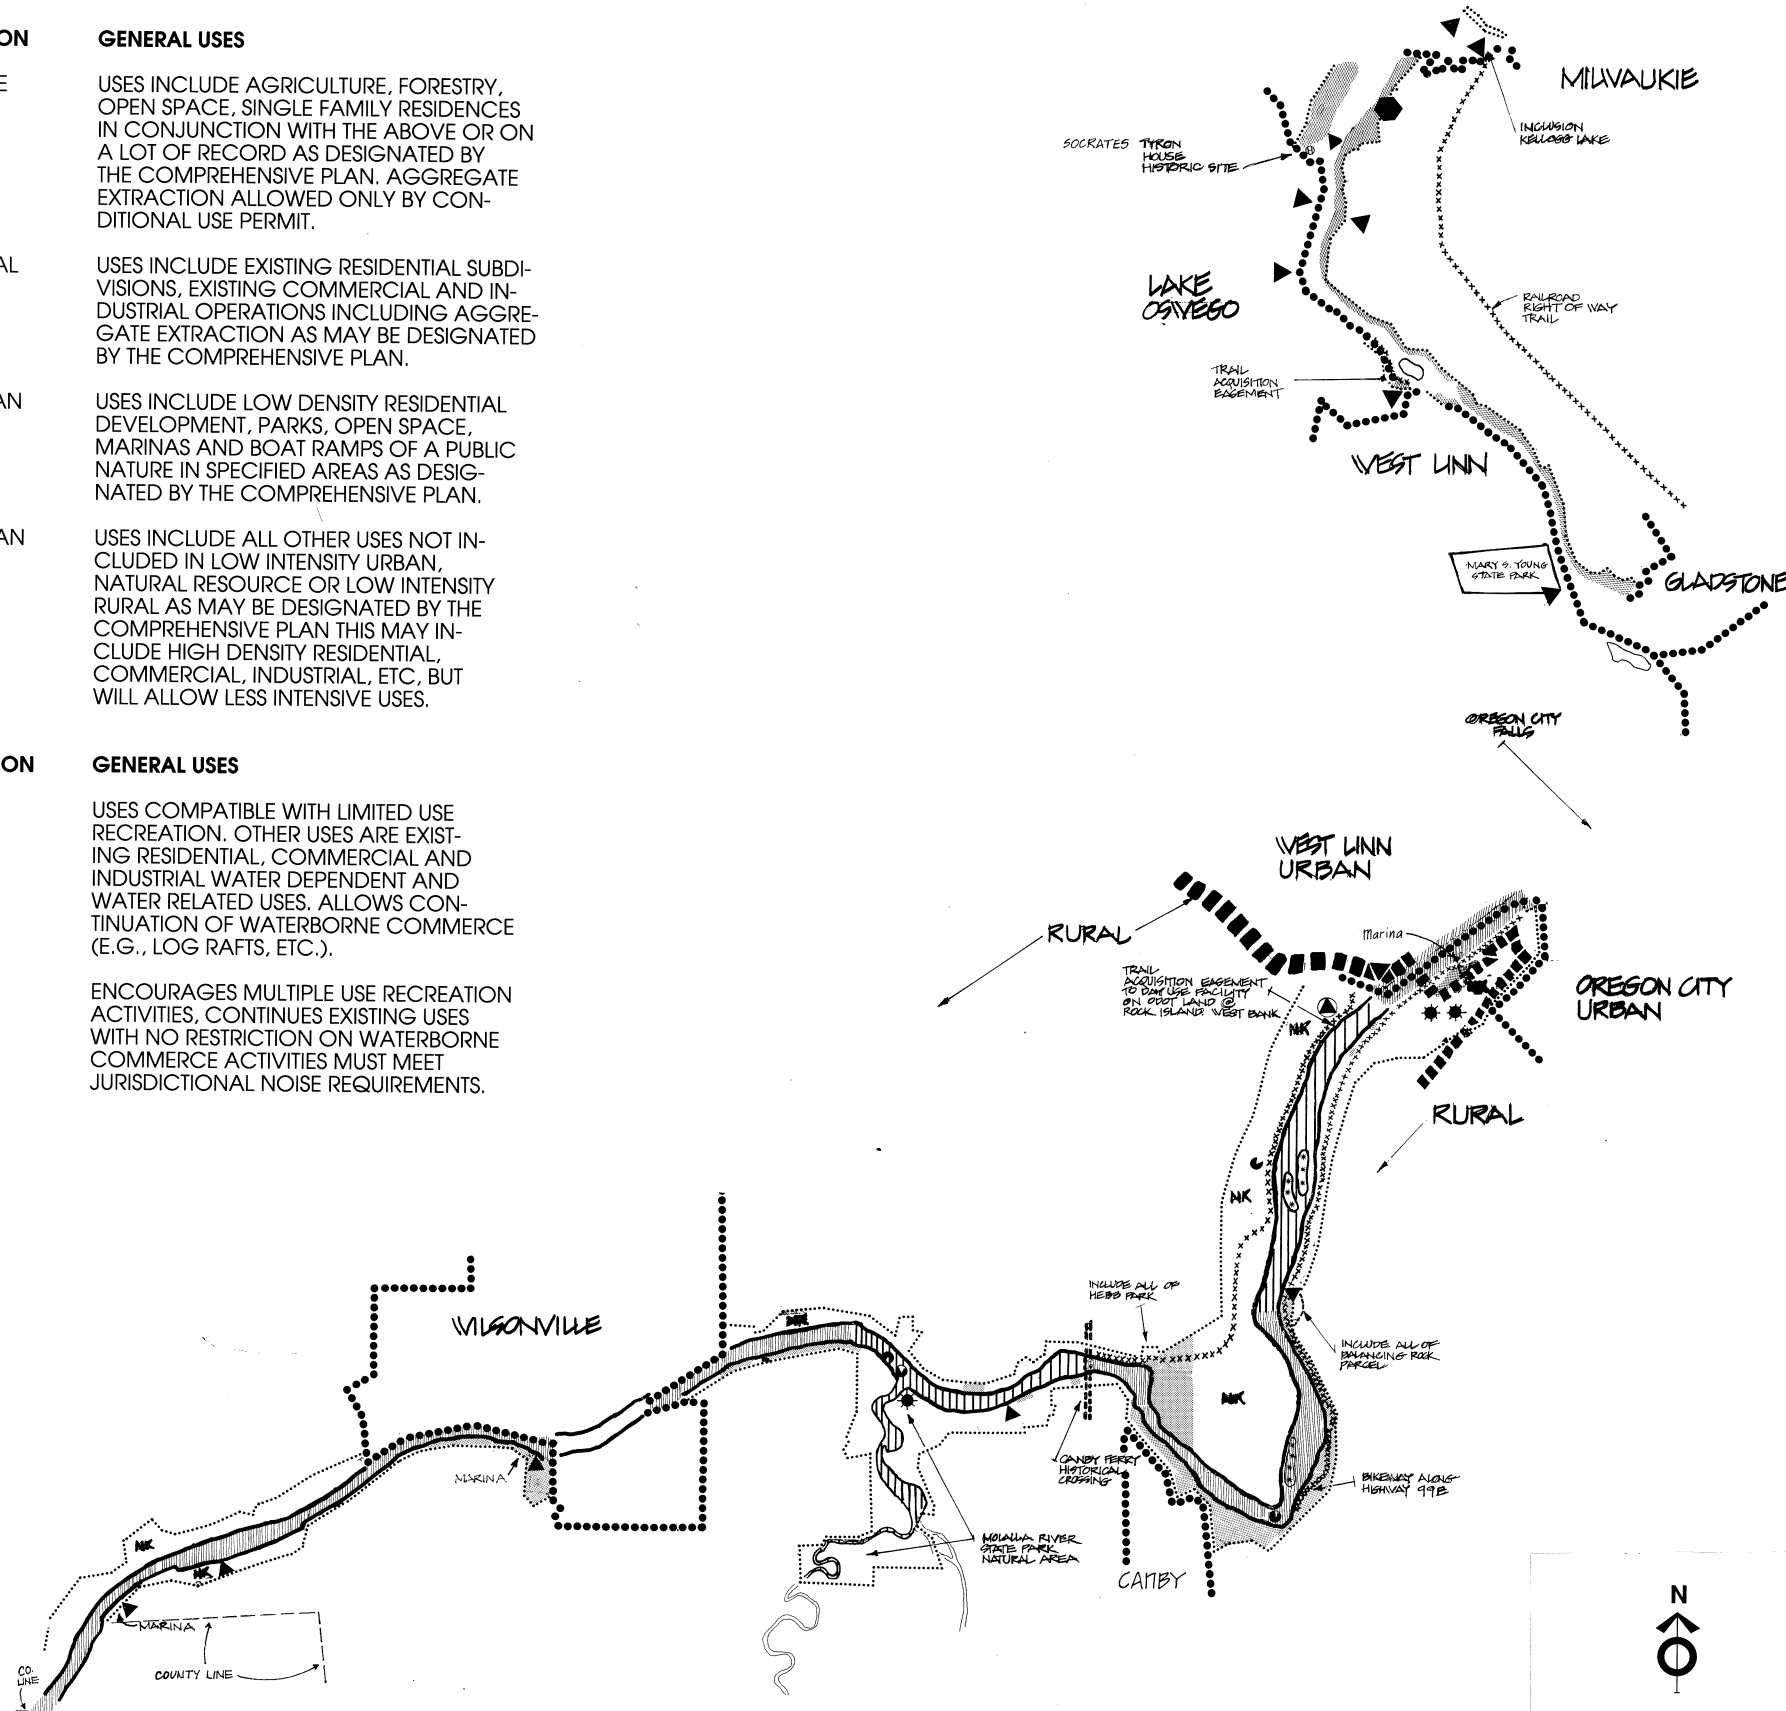 ON
GENERAL USES
E
USES INCLUDE AGRICULTURE, FORESTRY,
OPEN SPACE, SINGLE FAMILY RESIDENCES
IN CONJUNCTION WITH THE ABOVE OR ON
A LOT OF RECORD AS DESIGNATED BY
THE COMPREHENSIVE PLAN. AGGREGATE
EXTRACTION ALLOWED ONLY BY CON-
DITIONAL USE PERMIT.
AL
USES INCLUDE EXISTING RESIDENTIAL SUBDI-
VISIONS, EXISTING COMMERCIAL AND IN-
DUSTRIAL OPERATIONS INCLUDING AGGRE-
GATE EXTRACTION AS MAY BE DESIGNATED
BY THE COMPREHENSIVE PLAN.
AN
USES INCLUDE LOW DENSITY RESIDENTIAL
DEVELOPMENT, PARKS, OPEN SPACE,
MARINAS AND BOAT RAMPS OF A PUBLIC
NATURE IN SPECIFIED AREAS AS DESIG-
NATED BY THE COMPREHENSIVE PLAN.
AN
USES INCLUDE ALL OTHER USES NOT IN-
CLUDED IN LOW INTENSITY URBAN,
NATURAL RESOURCE OR LOW INTENSITY
RURAL AS MAY BE DESIGNATED BY THE
COMPREHENSIVE PLAN THIS MAY IN-
CLUDE HIGH DENSITY RESIDENTIAL,
COMMERCIAL, INDUSTRIAL, ETC, BUT
WILL ALLOW LESS INTENSIVE USES.
ON
GENERAL USES
USES COMPATIBLE WITH LIMITED USE
RECREATION. OTHER USES ARE EXIST-
ING RESIDENTIAL, COMMERCIAL AND
INDUSTRIAL WATER DEPENDENT AND
WATER RELATED USES. ALLOWS CON-
TINUATION OF WATERBORNE COMMERCE
(E.G., LOG RAFTS, ETC.).
ENCOURAGES MULTIPLE USE RECREATION
ACTIVITIES, CONTINUES EXISTING USES
WITH NO RESTRICTION ON WATERBORNE
COMMERCE ACTIVITIES MUST MEET
JURISDICTIONAL NOISE REQUIREMENTS.
MILWAUKIE
INCLUSION
KELLOGG LAKE
SOCRATES TYRON
HOUSE
HISTORIC SITE
LAKE
OSWEGO
RAILROAD
RIGHT OF WAY
TRAIL
TRAIL
ACQUISITION
EASEMENT
WEST LINN
MARY S. YOUNG
STATE PARK
GLADSTONE
OREGON CITY
FALLS
WEST LINN
URBAN
RURAL
marina
TRAIL
ACQUISITION EASEMENT
TO DAY USE FACILITY
ON ODOT LAND @
ROCK ISLAND WEST BANK
OREGON CITY
URBAN
NK
RURAL
NK
INCLUDE ALL OF
HEBB PARK
WILSONVILLE
NK
INCLUDE ALL OF
BALANCING ROCK
PARCEL
NK
MARINA
CANBY FERRY
HISTORICAL
CROSSING
BIKEWAY ALONG
HIGHWAY 99E
MOLALLA RIVER
STATE PARK
NATURAL AREA
NK
NK
CANBY
MARINA
COUNTY LINE
CO.
LINE
N